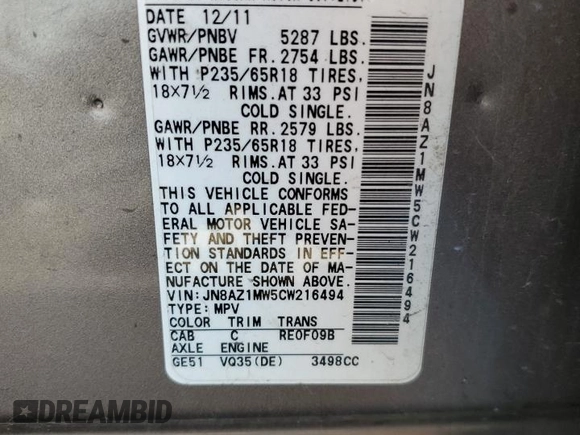 DATE 12/11
GVWR/PNBV 5287 LBS.
GAWR/PNBE FR. 2754 LBS.
WITH P235/65R18 TIRES,
18X7½ RIMS. AT 33 PSI
COLD SINGLE.
GAWR/PNBE RR. 2579 LBS.
WITH P235/65R18 TIRES,
18X7½ RIMS. AT 33 PSI
COLD SINGLE.
THIS VEHICLE CONFORMS
TO ALL APPLICABLE FED-
ERAL MOTOR VEHICLE SA-
FETY AND THEFT PREVEN-
TION STANDARDS IN EFF-
ECT ON THE DATE OF MA-
NUFACTURE SHOWN ABOVE.
VIN: JN8AZ1MW5CW216494
TYPE: MPV
COLOR TRIM TRANS
CAB C RE0F09B
AXLE ENGINE
GE51 VQ35(DE) 3498CC
JN8AZ1MW5CW216494
DREAMBID